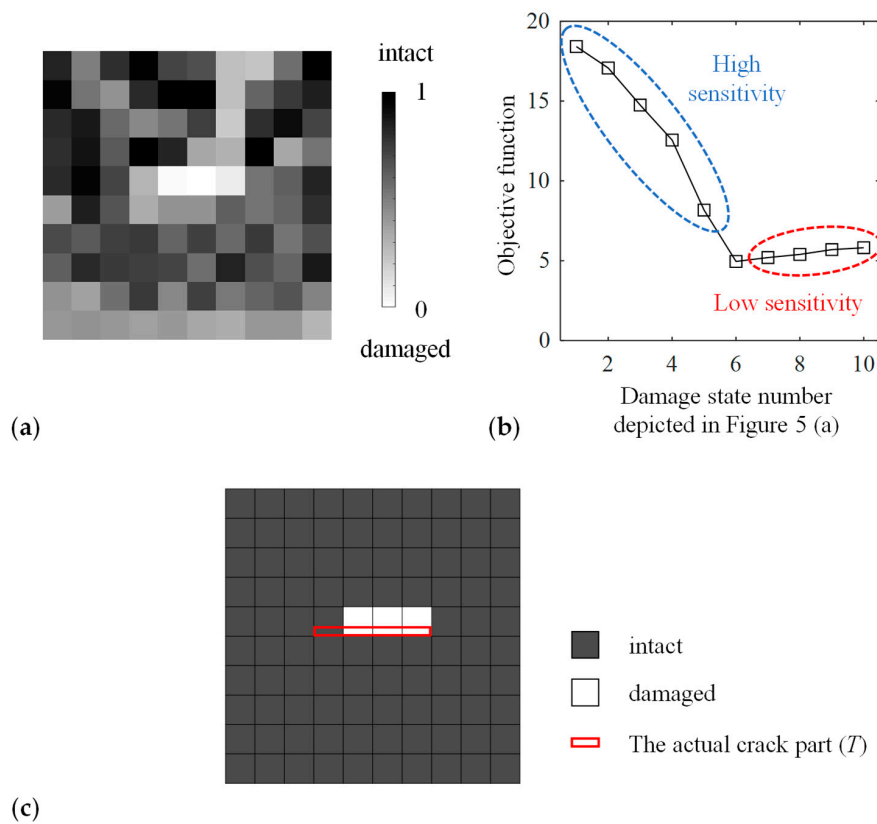 (a)
intact
1
0
damaged
(b)
Objective function
20
15
10
5
0
2
4
6
8
10
High
sensitivity
Low sensitivity
Damage state number
depicted in Figure 5 (a)
(c)
intact
damaged
The actual crack part (T)